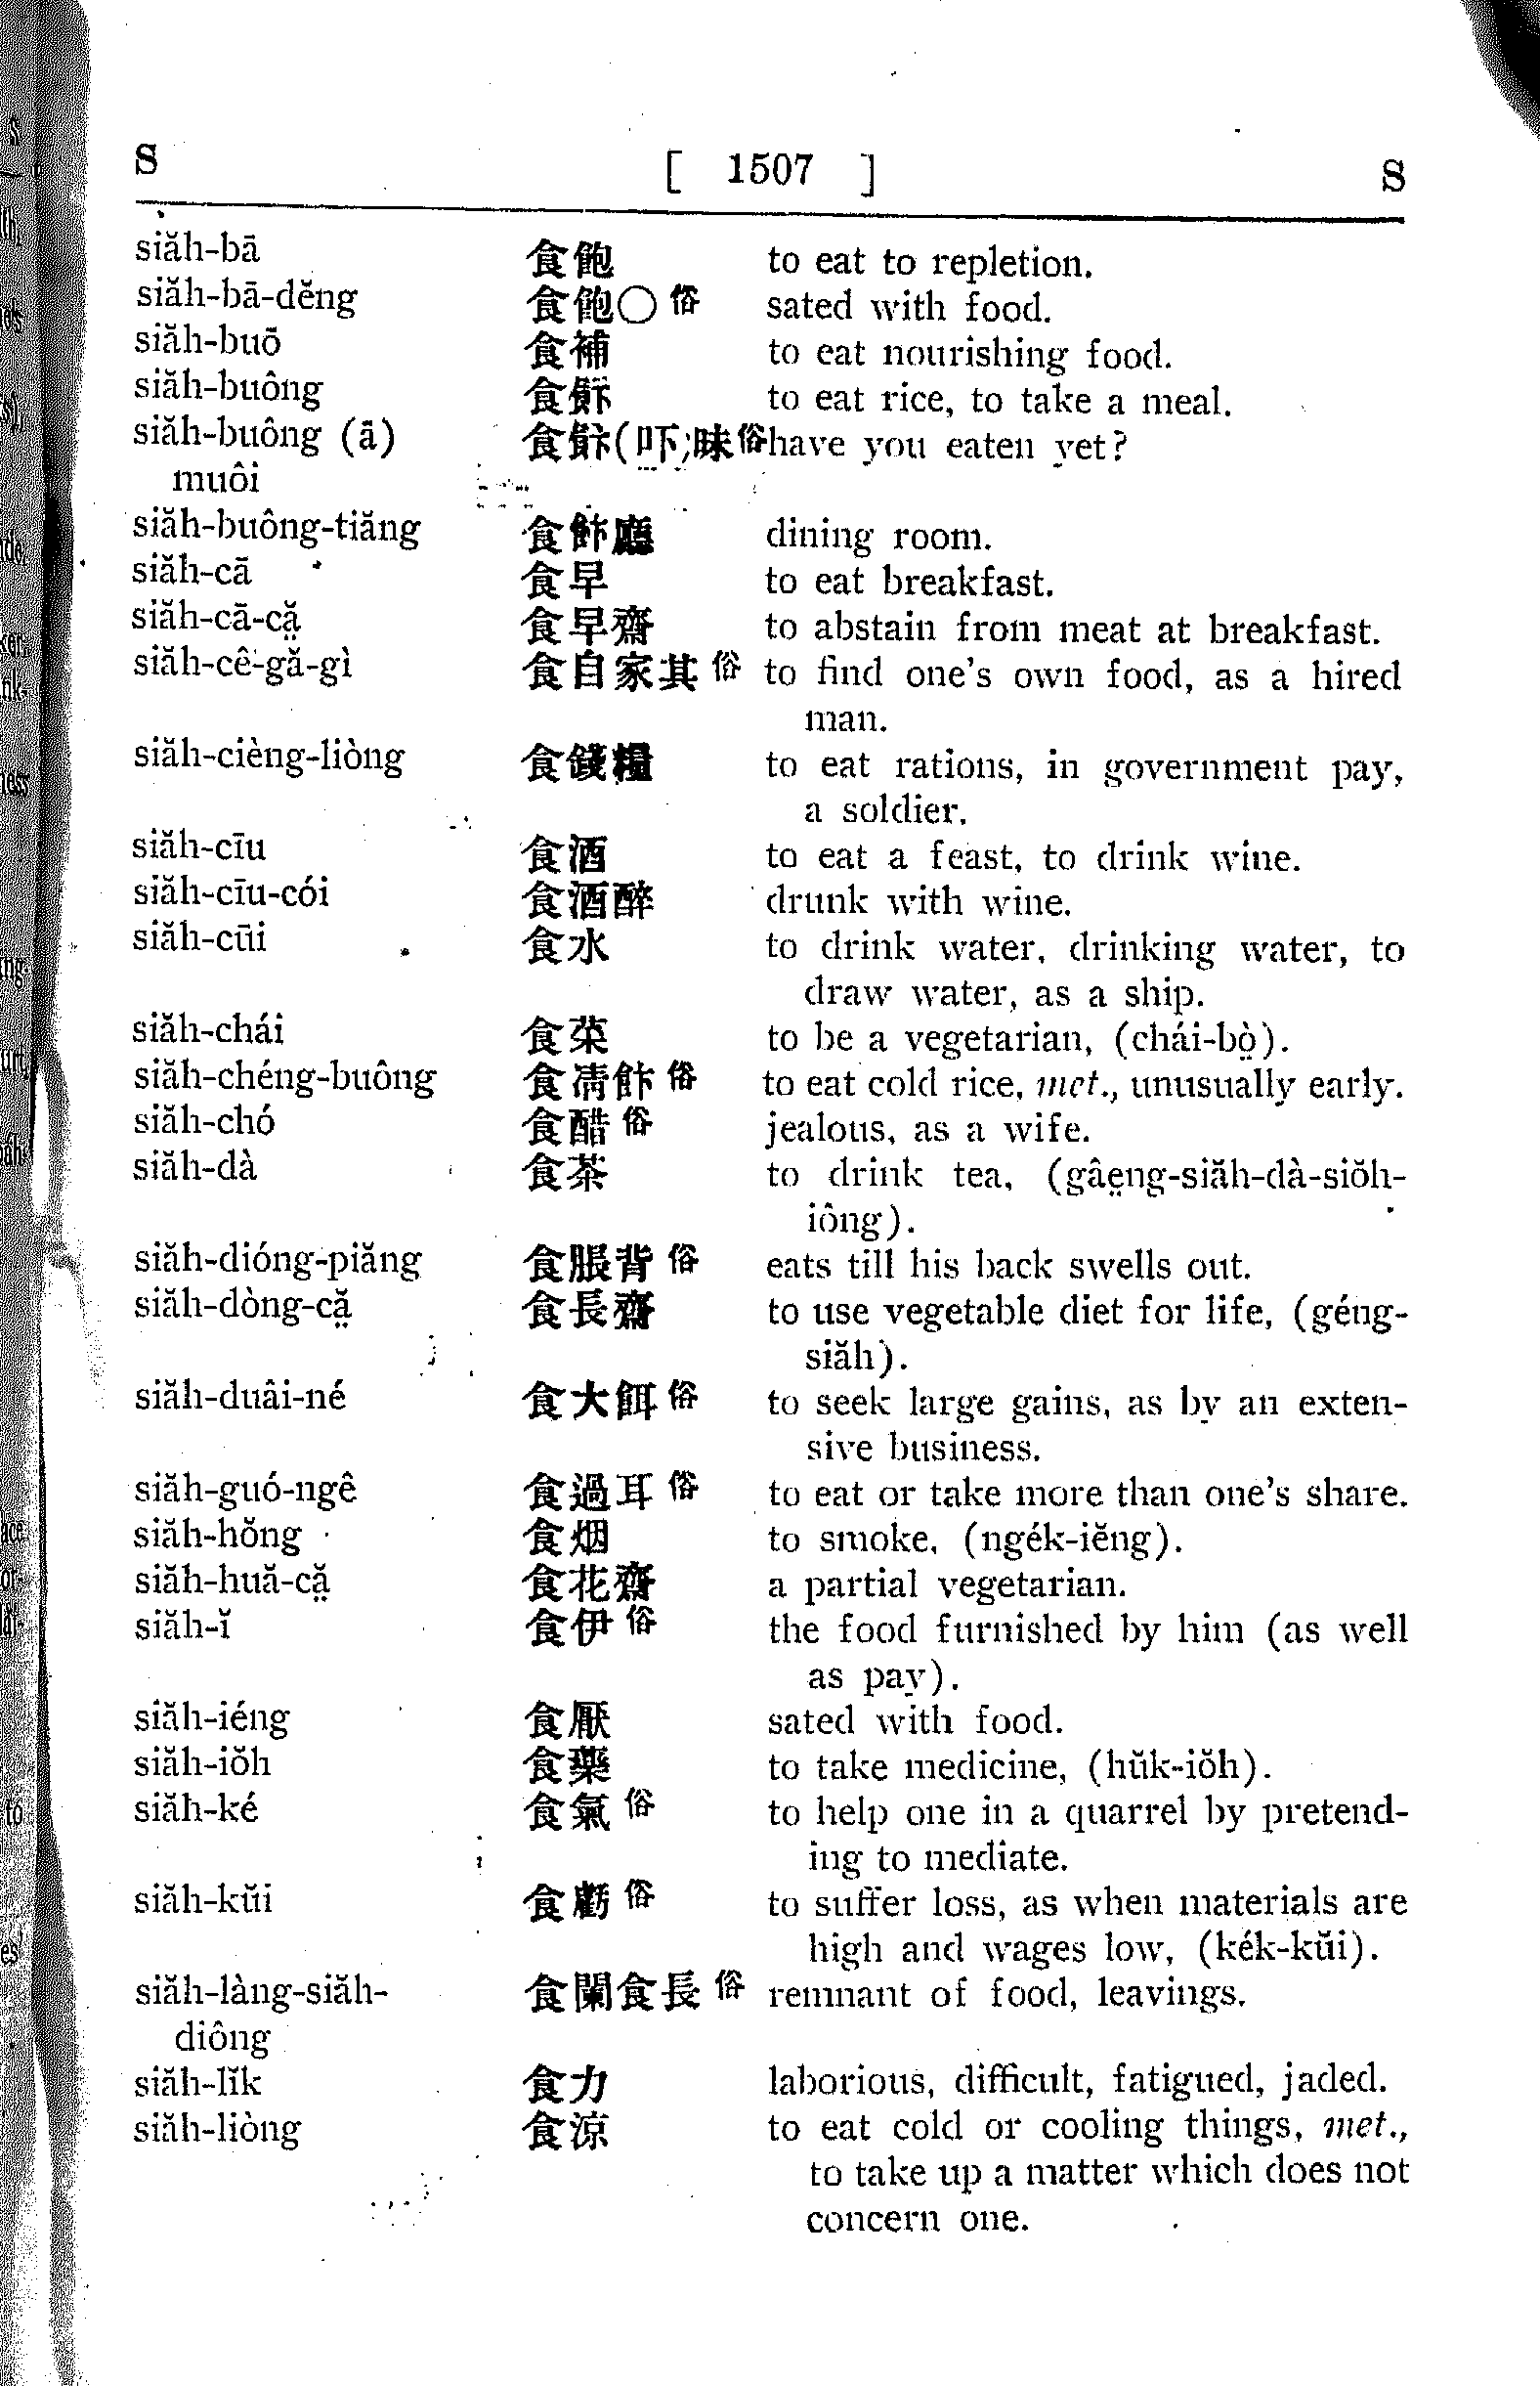 S [ 1507 ] S
siăh-bā 食飽 to eat to repletion.
siăh-bā-dĕng 食飽〇俗 sated with food.
siăh-buō 食補 to eat nourishing food.
siăh-buông 食飰 to eat rice, to take a meal.
siăh-buông (ā) 食飰(吓)昧俗 have you eaten yet?
muôi
siăh-buông-tiăng 食飰廳 dining room.
siăh-cā 食早 to eat breakfast.
siăh-cā-că̤ 食早齋 to abstain from meat at breakfast.
siăh-cê-gă-gì 食自家其俗 to find one's own food, as a hired
man.
siăh-cièng-liòng 食錢糧 to eat rations, in government pay,
a soldier.
siăh-cīu 食酒 to eat a feast, to drink wine.
siăh-cīu-cói 食酒醉 drunk with wine.
siăh-cūi 食水 to drink water, drinking water, to
draw water, as a ship.
siăh-chái 食菜 to be a vegetarian, (chái-bò̤).
siăh-chéng-buông 食凊飰俗 to eat cold rice, met., unusually early.
siăh-chó 食醋俗 jealous, as a wife.
siăh-dà 食茶 to drink tea, (gâe̤ng-siăh-dà-siŏh-
iông).
siăh-dióng-piăng 食脹背俗 eats till his back swells out.
siăh-dòng-că̤ 食長齋 to use vegetable diet for life, (géng-
siăh).
siăh-duâi-né 食大餌俗 to seek large gains, as by an exten-
sive business.
siăh-guó-ngê 食過耳俗 to eat or take more than one's share.
siăh-hŏng 食烟 to smoke, (ngék-iĕng).
siăh-huă-că̤ 食花齋 a partial vegetarian.
siăh-ĭ 食伊俗 the food furnished by him (as well
as pay).
siăh-iéng 食厭 sated with food.
siăh-iŏh 食藥 to take medicine, (hŭk-iŏh).
siăh-ké 食氣俗 to help one in a quarrel by pretend-
ing to mediate.
siăh-kŭi 食虧俗 to suffer loss, as when materials are
high and wages low, (kék-kŭi).
siăh-làng-siăh- 食闌食長俗 remnant of food, leavings.
diông
siăh-lĭk 食力 laborious, difficult, fatigued, jaded.
siăh-liòng 食涼 to eat cold or cooling things, met.,
to take up a matter which does not
concern one.